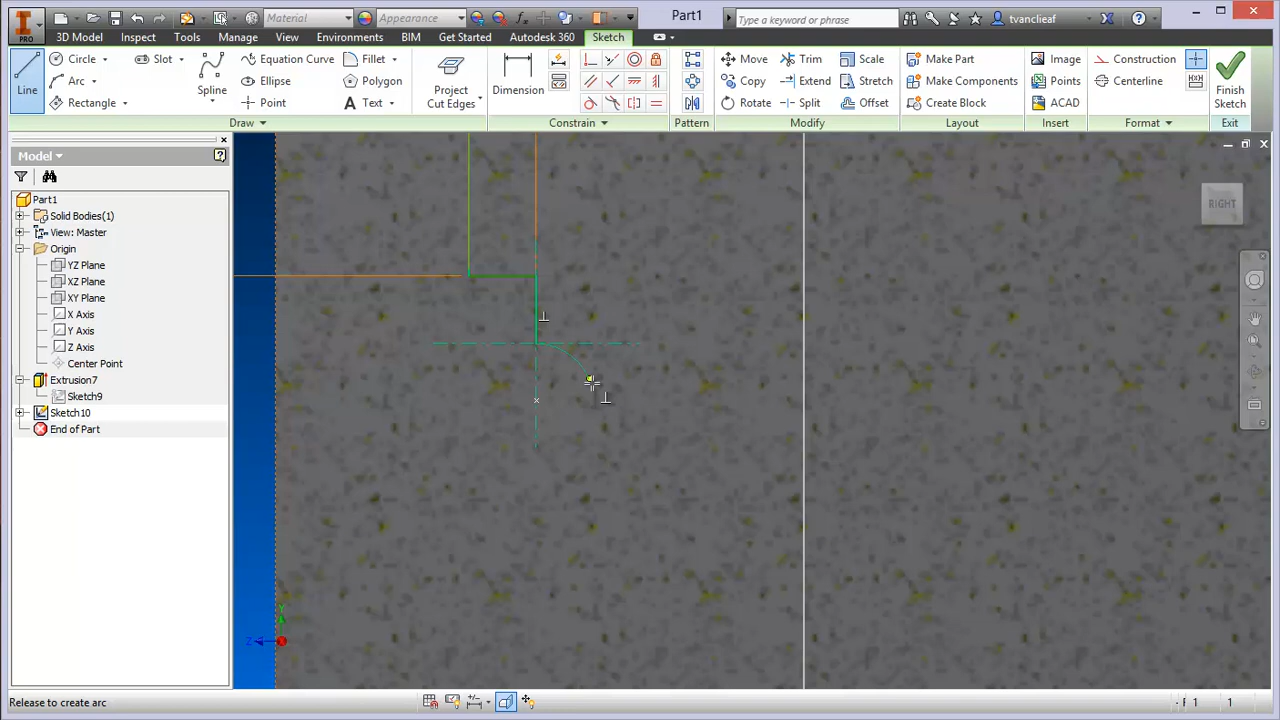 Material
Appearance
Part1
Type a keyword or phrase
tvanclieaf
PRO
3D Model
Inspect
Tools
Manage
View
Environments
BIM
Get Started
Autodesk 360
Sketch
Line
Circle
Arc
Rectangle
Slot
Spline
Equation Curve
Ellipse
Point
Fillet
Polygon
Text
Project
Cut Edges
Dimension
Move
Copy
Rotate
Trim
Extend
Split
Scale
Stretch
Offset
Make Part
Make Components
Create Block
Image
Points
ACAD
Construction
Centerline
Finish
Sketch
Draw
Constrain
Pattern
Modify
Layout
Insert
Format
Exit
Model
Part1
Solid Bodies(1)
View: Master
Origin
YZ Plane
XZ Plane
XY Plane
X Axis
Y Axis
Z Axis
Center Point
Extrusion7
Sketch9
Sketch10
End of Part
RIGHT
Y
Z
Release to create arc
1
1